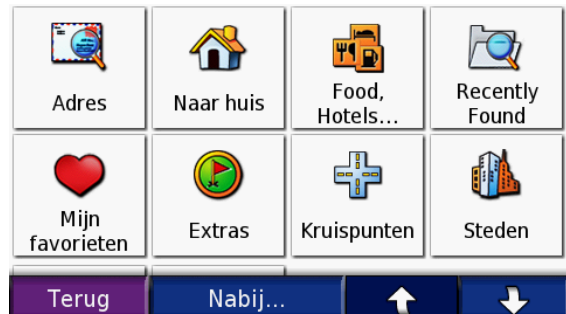 Adres
Naar huis
Food,
Hotels...
Recently
Found
Mijn
favorieten
Extras
Kruispunten
Steden
Terug
Nabij...